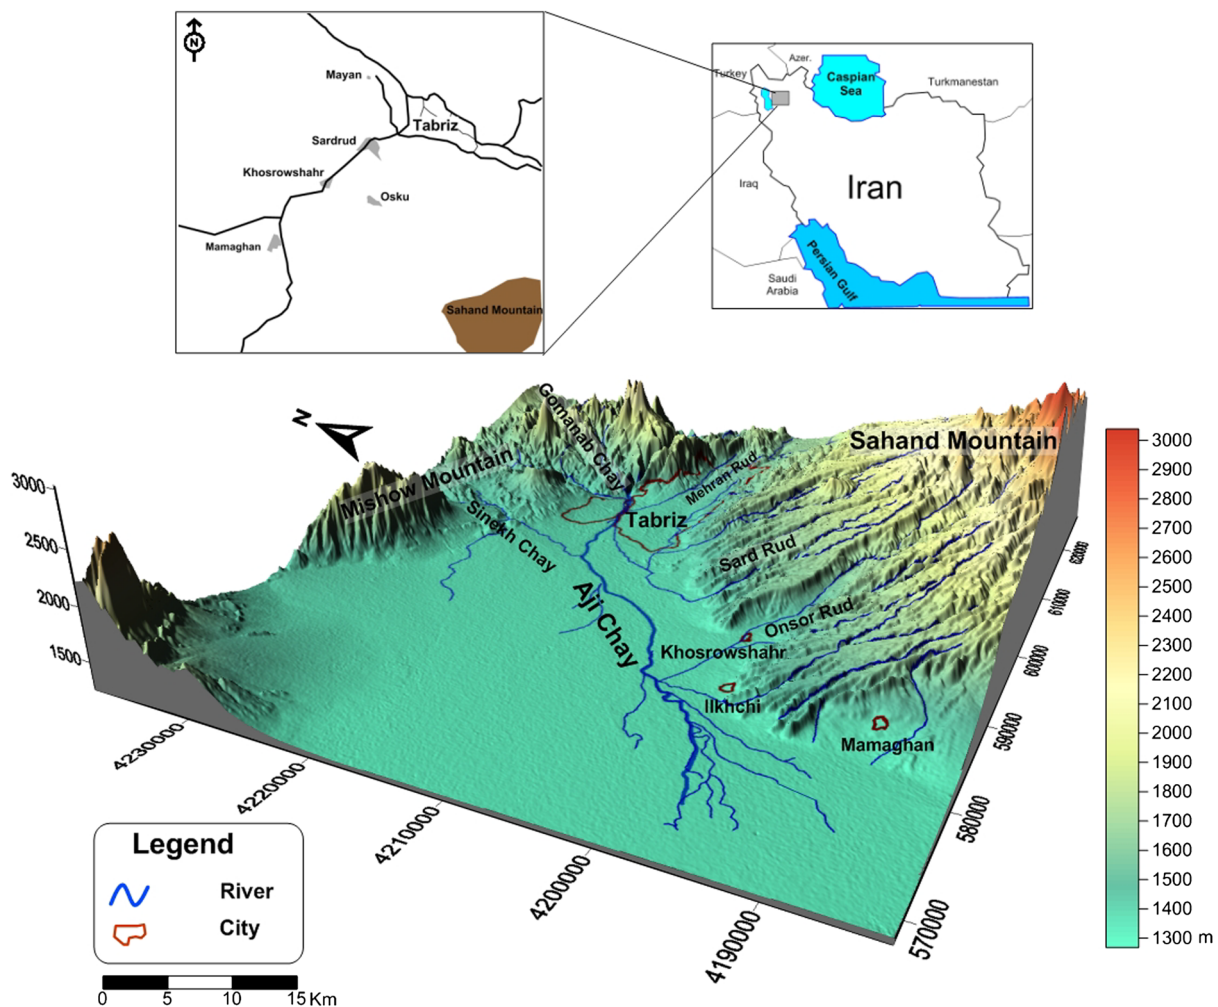 N
Mayan
Tabriz
Sardrud
Khosrowshahr
Osku
Mamaghan
Sahand Mountain
Turkey
Azer.
Caspian
Sea
Turkmanestan
Iraq
Iran
Persian Gulf
Saudi
Arabia
N
Gomanab Chay
Sahand Mountain
Mishow Mountain
Mehran Rud
Sinekh Chay
Tabriz
Sard Rud
Aji Chay
Onsor Rud
Khosrowshahr
Ilkhchi
Mamaghan
3000
2500
2000
1500
4230000
4220000
4210000
4200000
4190000
570000
580000
590000
600000
610000
620000
3000
2900
2800
2700
2600
2500
2400
2300
2200
2100
2000
1900
1800
1700
1600
1500
1400
1300 m
Legend
River
City
0 5 10 15 Km